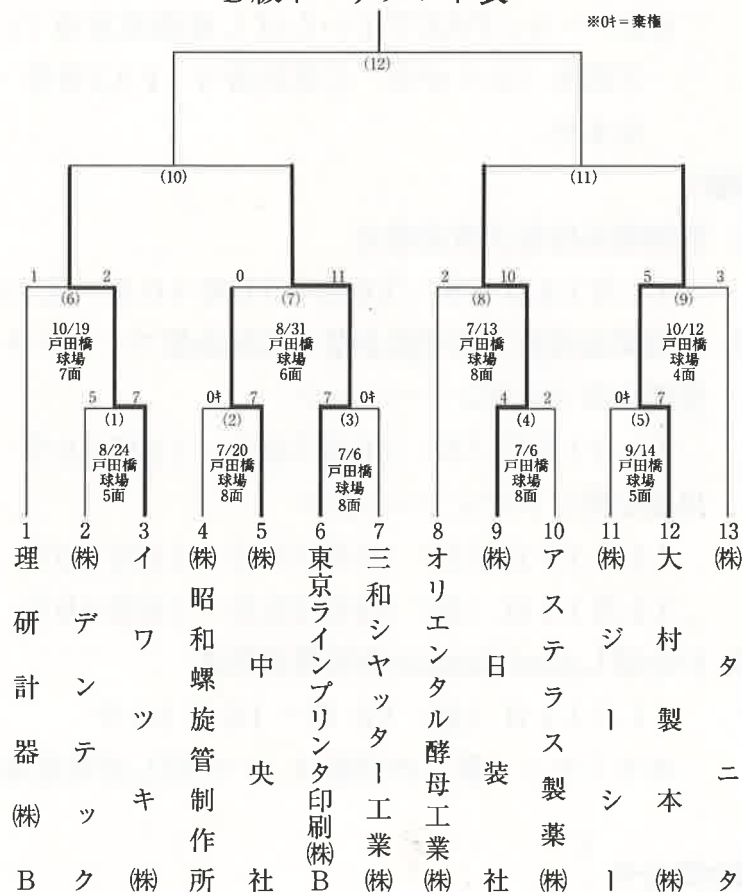 ※0キ＝棄権
(12)
(10)
(11)
1 2
(6)
10/19
戸田橋
球場
7面
0 11
(7)
8/31
戸田橋
球場
6面
2 10
(8)
7/13
戸田橋
球場
8面
5 3
(9)
10/12
戸田橋
球場
4面
5 7
(1)
8/24
戸田橋
球場
5面
0キ 7
(2)
7/20
戸田橋
球場
8面
7 0キ
(3)
7/6
戸田橋
球場
8面
4 2
(4)
7/6
戸田橋
球場
8面
0キ 7
(5)
9/14
戸田橋
球場
5面
1 理研計器㈱B
2 ㈱デンテック
3 イワツキ㈱
4 ㈱昭和螺旋管制作所
5 ㈱中央社
6 東京ラインプリンタ印刷㈱B
7 三和シヤッター工業㈱
8 オリエンタル酵母工業㈱
9 ㈱日装社
10 アステラス製薬㈱
11 ㈱ジーシー
12 大村製本㈱
13 ㈱タニタ